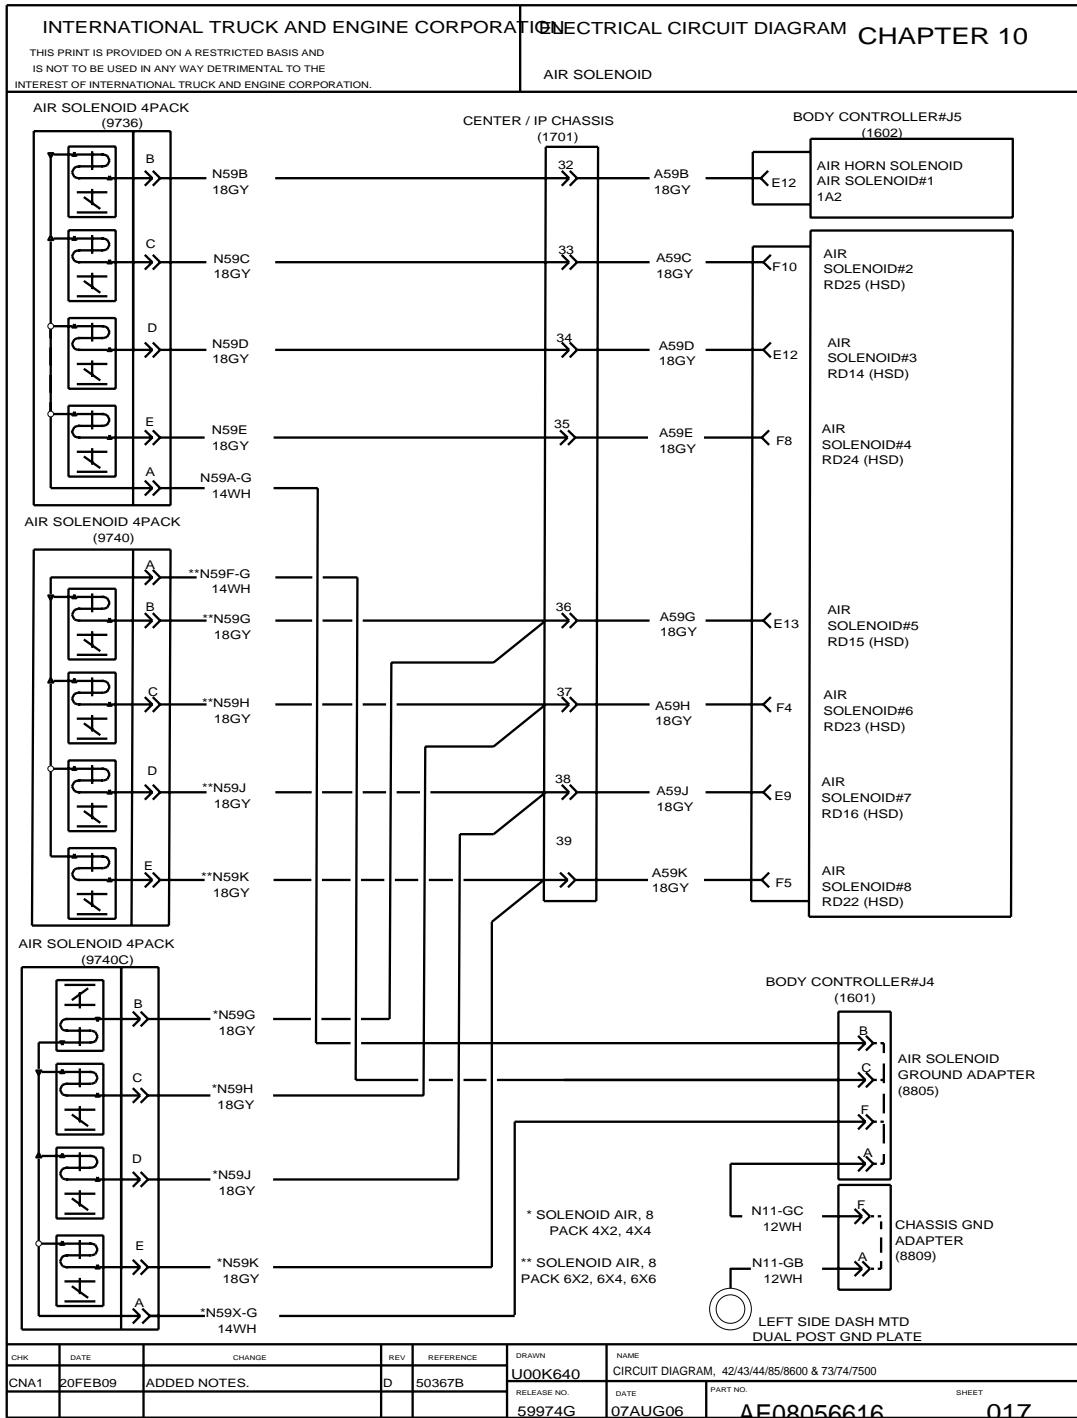 INTERNATIONAL TRUCK AND ENGINE CORPORATION
THIS PRINT IS PROVIDED ON A RESTRICTED BASIS AND
IS NOT TO BE USED IN ANY WAY DETRIMENTAL TO THE
INTEREST OF INTERNATIONAL TRUCK AND ENGINE CORPORATION.
ELECTRICAL CIRCUIT DIAGRAM
CHAPTER 10
AIR SOLENOID
AIR SOLENOID 4PACK
(9736)
CENTER / IP CHASSIS
(1701)
BODY CONTROLLER#J5
(1602)
B
N59B
18GY
32
A59B
18GY
E12
AIR HORN SOLENOID
AIR SOLENOID#1
1A2
C
N59C
18GY
33
A59C
18GY
F10
AIR
SOLENOID#2
RD25 (HSD)
D
N59D
18GY
34
A59D
18GY
E12
AIR
SOLENOID#3
RD14 (HSD)
E
N59E
18GY
35
A59E
18GY
F8
AIR
SOLENOID#4
RD24 (HSD)
A
N59A-G
14WH
AIR SOLENOID 4PACK
(9740)
A
**N59F-G
14WH
B
**N59G
18GY
36
A59G
18GY
E13
AIR
SOLENOID#5
RD15 (HSD)
C
**N59H
18GY
37
A59H
18GY
F4
AIR
SOLENOID#6
RD23 (HSD)
D
**N59J
18GY
38
A59J
18GY
E9
AIR
SOLENOID#7
RD16 (HSD)
39
E
**N59K
18GY
A59K
18GY
F5
AIR
SOLENOID#8
RD22 (HSD)
AIR SOLENOID 4PACK
(9740C)
B
*N59G
18GY
C
*N59H
18GY
D
*N59J
18GY
E
*N59K
18GY
A
*N59X-G
14WH
BODY CONTROLLER#J4
(1601)
B
C
F
A
AIR SOLENOID
GROUND ADAPTER
(8805)
* SOLENOID AIR, 8
PACK 4X2, 4X4
** SOLENOID AIR, 8
PACK 6X2, 6X4, 6X6
N11-GC
12WH
F
N11-GB
12WH
A
CHASSIS GND
ADAPTER
(8809)
LEFT SIDE DASH MTD
DUAL POST GND PLATE
CHK DATE CHANGE REV REFERENCE
CNA1 20FEB09 ADDED NOTES. D 50367B
DRAWN
U00K640
NAME
CIRCUIT DIAGRAM, 42/43/44/85/8600 & 73/74/7500
RELEASE NO.
59974G
DATE
07AUG06
PART NO.
AE08056616
SHEET
017